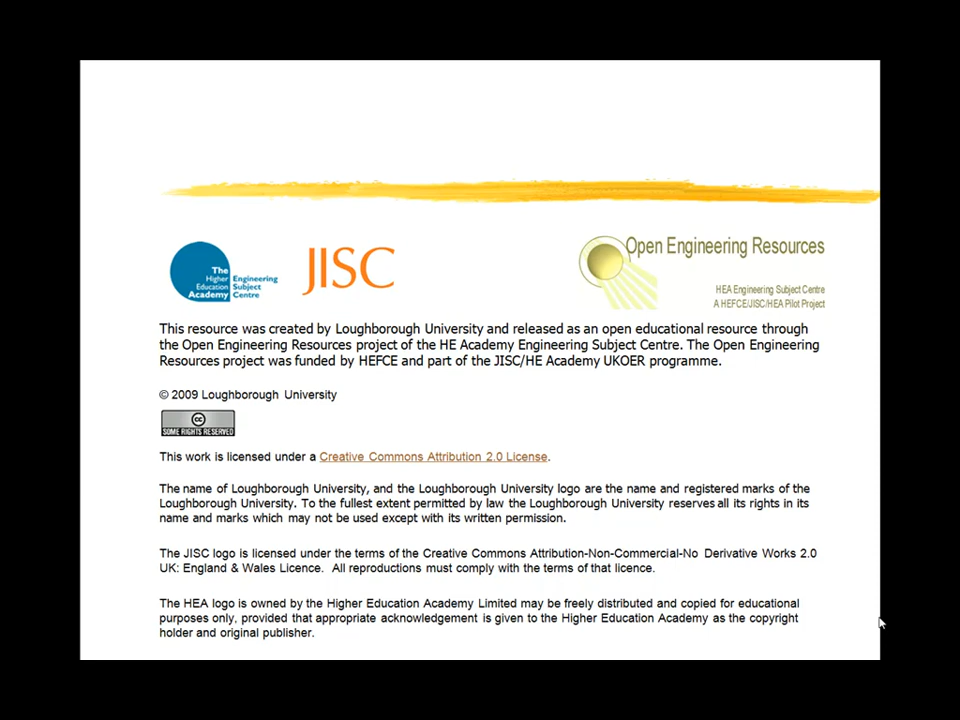 The
Higher
Education
Academy
Engineering
Subject
Centre
JISC
Open Engineering Resources
HEA Engineering Subject Centre
A HEFCE/JISC/HEA Pilot Project
This resource was created by Loughborough University and released as an open educational resource through
the Open Engineering Resources project of the HE Academy Engineering Subject Centre. The Open Engineering
Resources project was funded by HEFCE and part of the JISC/HE Academy UKOER programme.
© 2009 Loughborough University
cc
SOME RIGHTS RESERVED
This work is licensed under a Creative Commons Attribution 2.0 License.
The name of Loughborough University, and the Loughborough University logo are the name and registered marks of the
Loughborough University. To the fullest extent permitted by law the Loughborough University reserves all its rights in its
name and marks which may not be used except with its written permission.
The JISC logo is licensed under the terms of the Creative Commons Attribution-Non-Commercial-No Derivative Works 2.0
UK: England & Wales Licence. All reproductions must comply with the terms of that licence.
The HEA logo is owned by the Higher Education Academy Limited may be freely distributed and copied for educational
purposes only, provided that appropriate acknowledgement is given to the Higher Education Academy as the copyright
holder and original publisher.